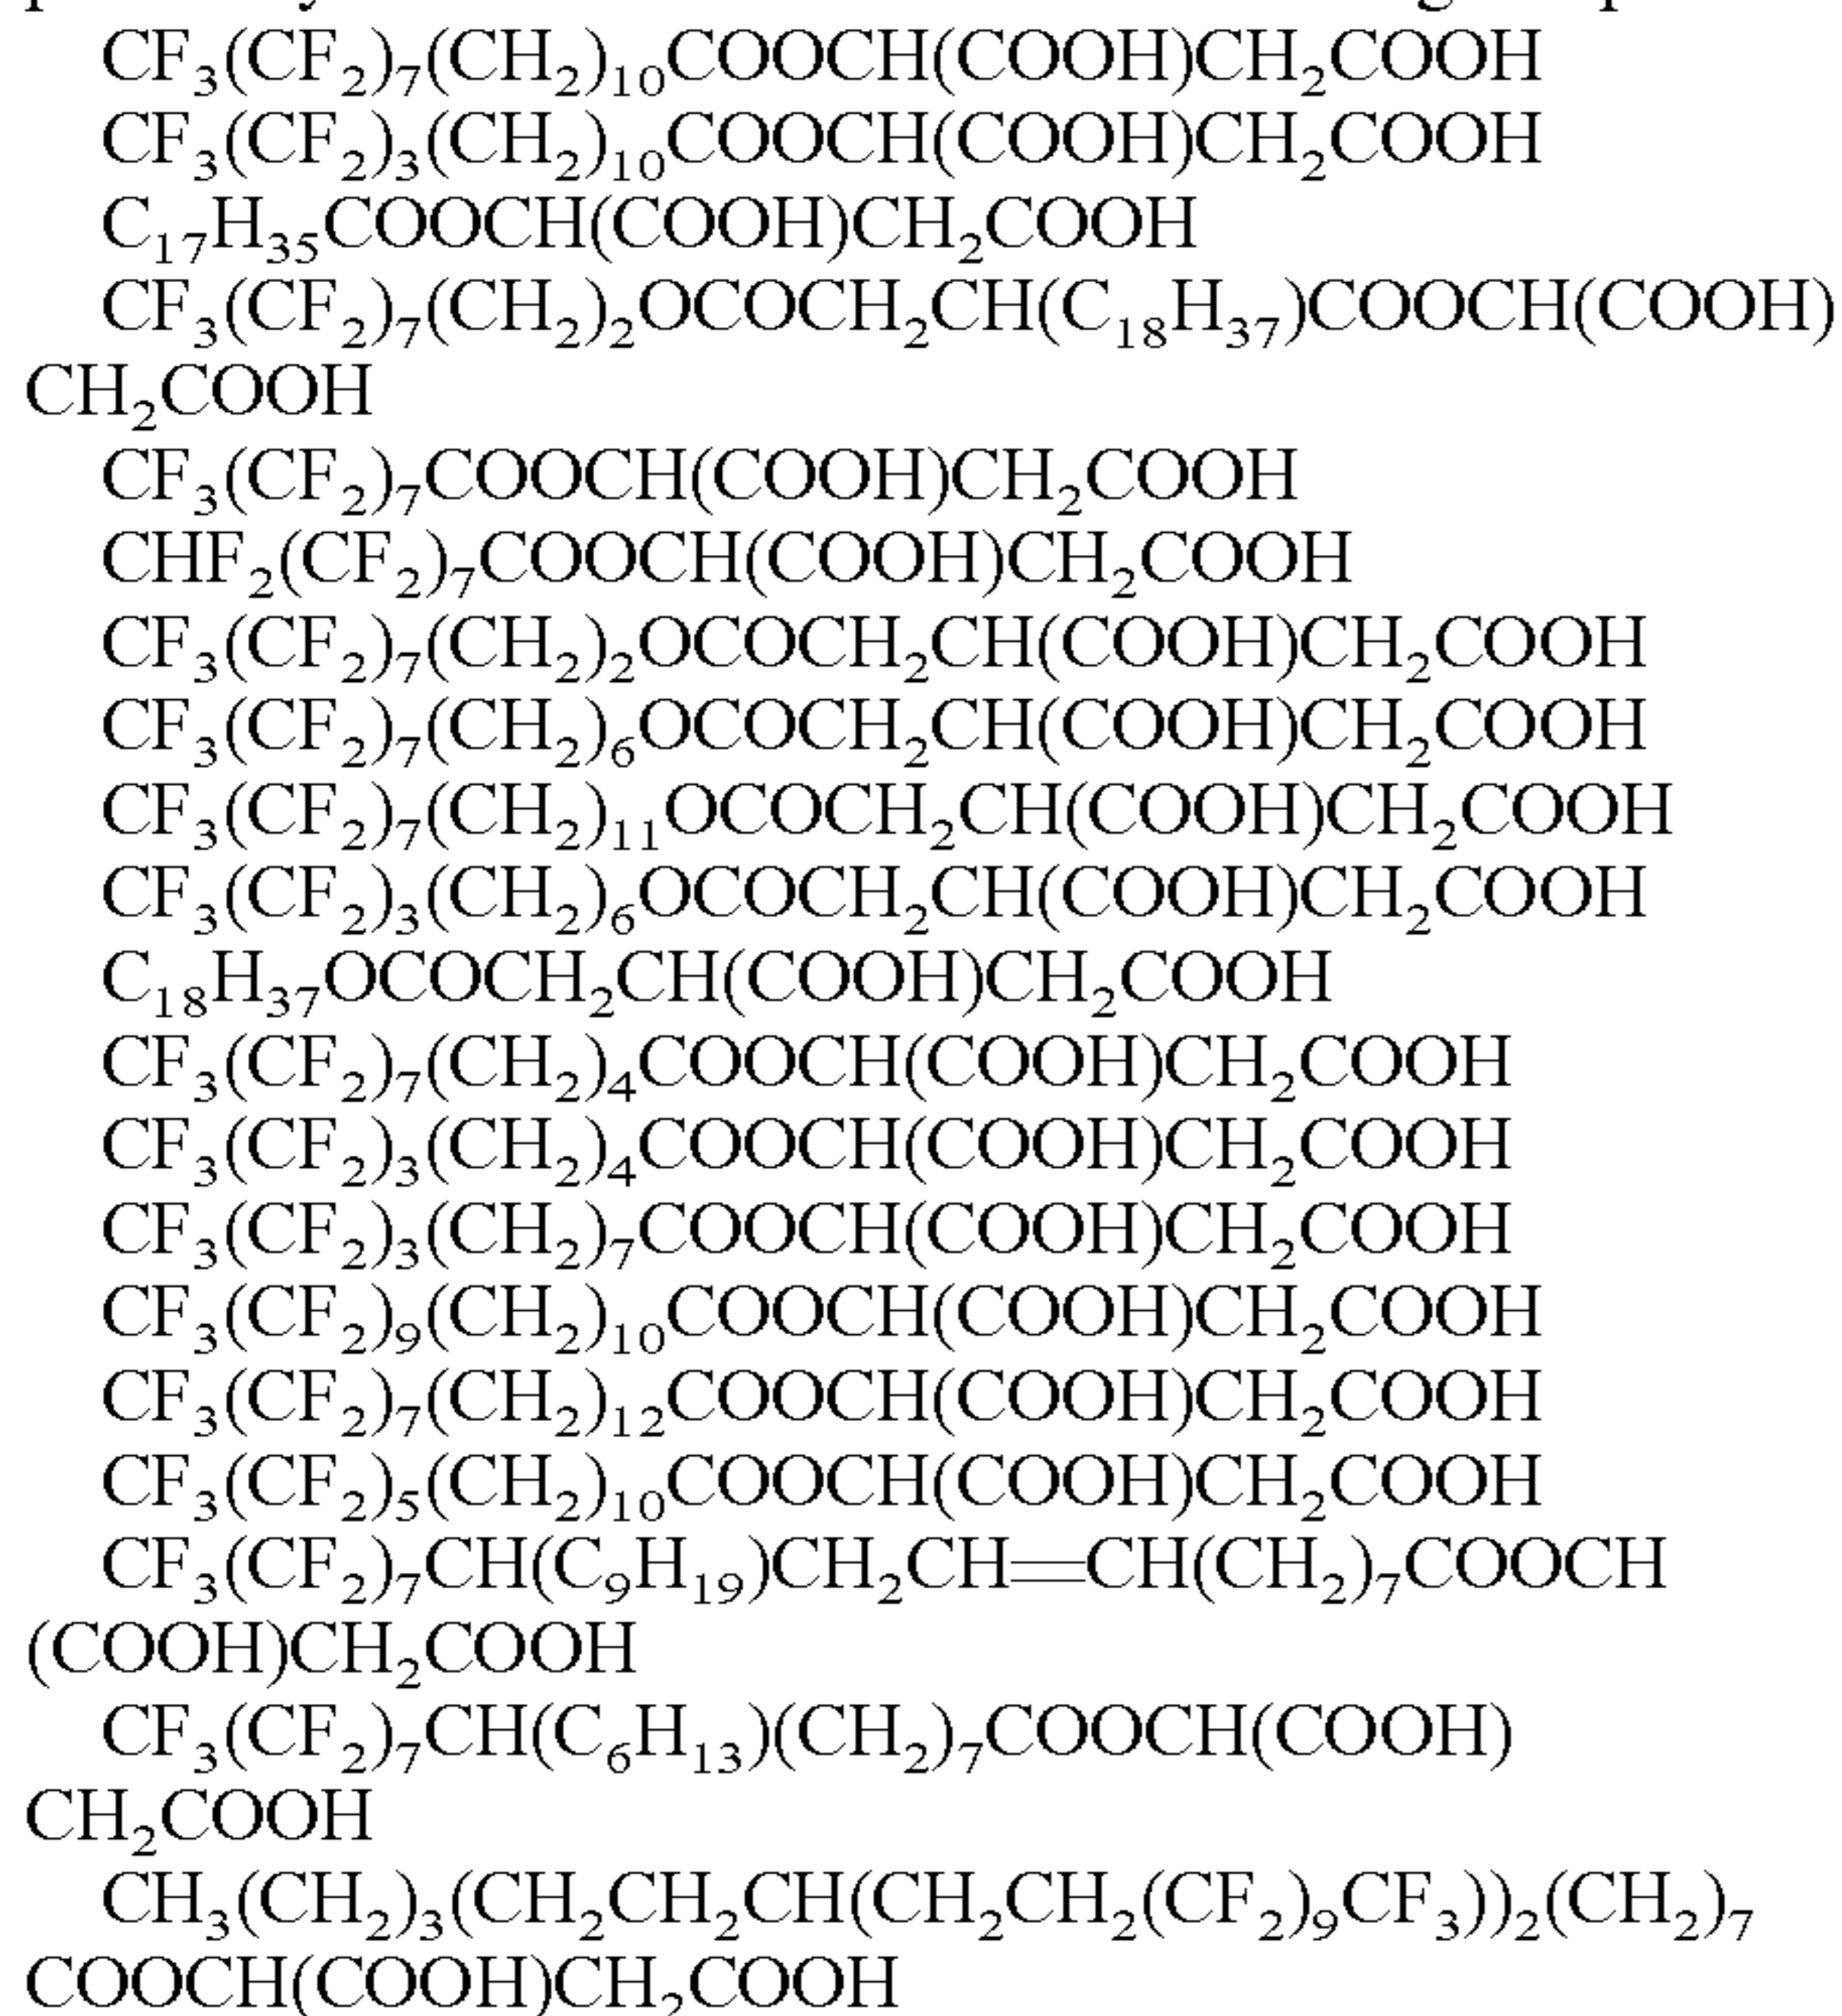 CF₃(CF₂)₇(CH₂)₁₀COOCH(COOH)CH₂COOH
CF₃(CF₂)₃(CH₂)₁₀COOCH(COOH)CH₂COOH
C₁₇H₃₅COOCH(COOH)CH₂COOH
CF₃(CF₂)₇(CH₂)₂OCOCH₂CH(C₁₈H₃₇)COOCH(COOH)
CH₂COOH
CF₃(CF₂)₇COOCH(COOH)CH₂COOH
CHF₂(CF₂)₇COOCH(COOH)CH₂COOH
CF₃(CF₂)₇(CH₂)₂OCOCH₂CH(COOH)CH₂COOH
CF₃(CF₂)₇(CH₂)₆OCOCH₂CH(COOH)CH₂COOH
CF₃(CF₂)₇(CH₂)₁₁OCOCH₂CH(COOH)CH₂COOH
CF₃(CF₂)₃(CH₂)₆OCOCH₂CH(COOH)CH₂COOH
C₁₈H₃₇OCOCH₂CH(COOH)CH₂COOH
CF₃(CF₂)₇(CH₂)₄COOCH(COOH)CH₂COOH
CF₃(CF₂)₃(CH₂)₄COOCH(COOH)CH₂COOH
CF₃(CF₂)₃(CH₂)₇COOCH(COOH)CH₂COOH
CF₃(CF₂)₉(CH₂)₁₀COOCH(COOH)CH₂COOH
CF₃(CF₂)₇(CH₂)₁₂COOCH(COOH)CH₂COOH
CF₃(CF₂)�5(CH₂)₁₀COOCH(COOH)CH₂COOH
CF₃(CF₂)₇CH(C₉H₁₉)CH₂CH═CH(CH₂)₇COOCH
(COOH)CH₂COOH
CF₃(CF₂)₇CH(C₆H₁₃)(CH₂)₇COOCH(COOH)
CH₂COOH
CH₃(CH₂)₃(CH₂CH₂CH(CH₂CH₂(CF₂)₉CF₃))₂(CH₂)₇
COOCH(COOH)CH₂COOH